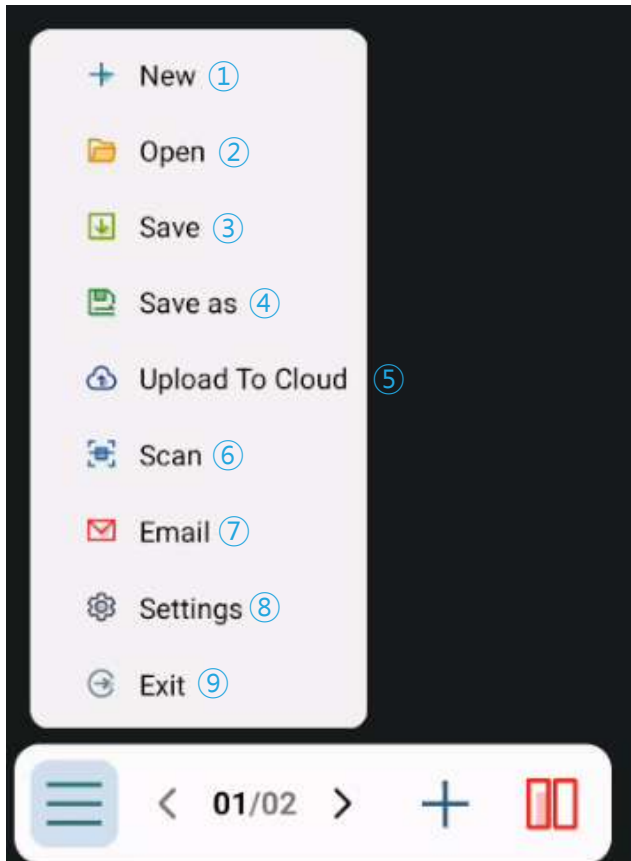 New ①
Open ②
Save ③
Save as ④
Upload To Cloud ⑤
Scan ⑥
Email ⑦
Settings ⑧
Exit ⑨
01/02